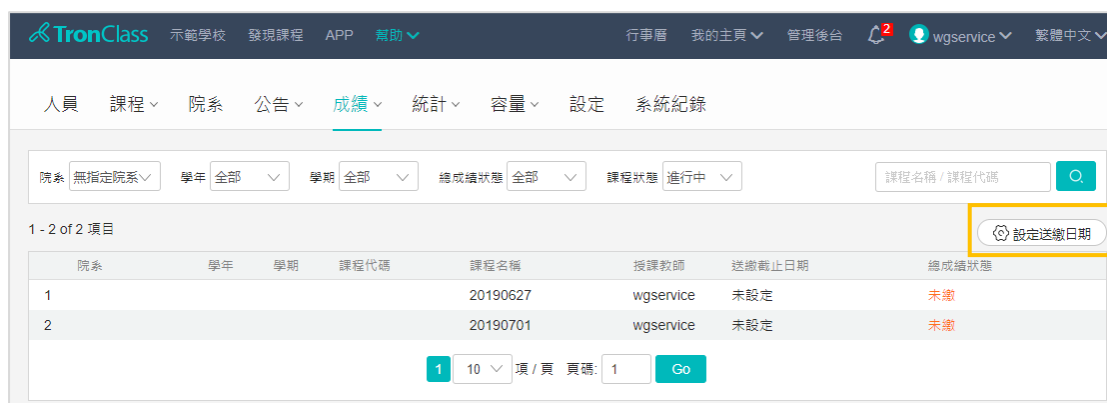 TronClass 示範學校 發現課程 APP 幫助 行事曆 我的主頁 管理後台 2 wgservice 繁體中文
人員 課程 院系 公告 成績 統計 容量 設定 系統紀錄
院系 無指定院系 學年 全部 學期 全部 總成績狀態 全部 課程狀態 進行中 課程名稱 / 課程代碼
1 - 2 of 2 項目 設定送繳日期
院系 學年 學期 課程代碼 課程名稱 授課教師 送繳截止日期 總成績狀態
1 20190627 wgservice 未設定 未繳
2 20190701 wgservice 未設定 未繳
1 10 項 / 頁 頁碼: 1 Go